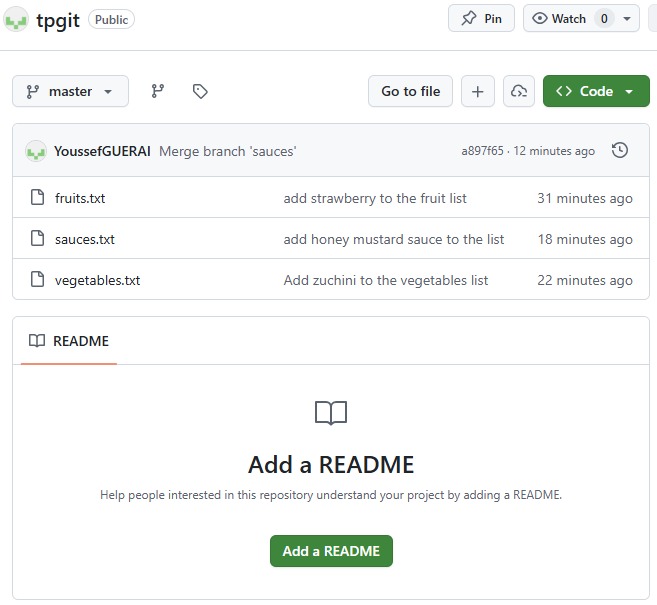 tpgit Public Pin Watch 0
master Go to file Code
YoussefGUERAI Merge branch 'sauces' a897f65 · 12 minutes ago
fruits.txt add strawberry to the fruit list 31 minutes ago
sauces.txt add honey mustard sauce to the list 18 minutes ago
vegetables.txt Add zuchini to the vegetables list 22 minutes ago
README
Add a README
Help people interested in this repository understand your project by adding a README.
Add a README